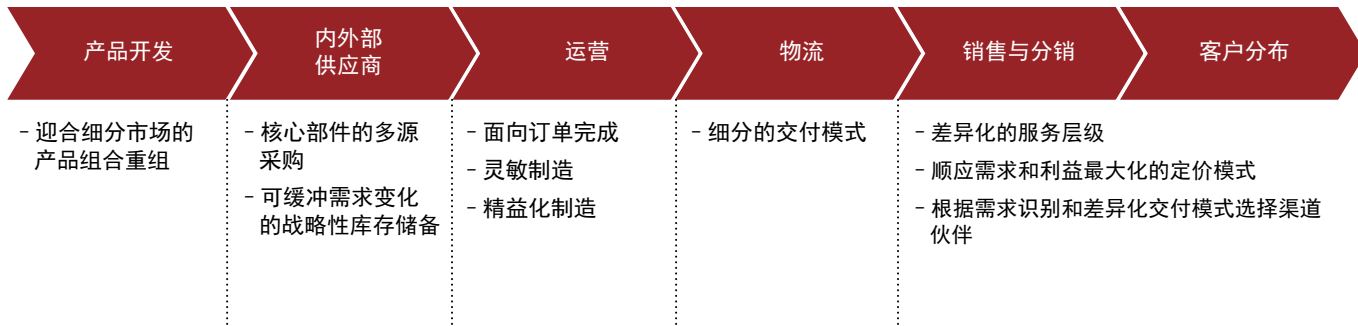 产品开发
内外部
供应商
运营
物流
销售与分销
客户分布
- 迎合细分市场的
产品组合重组
- 核心部件的多源
采购
- 可缓冲需求变化
的战略性库存储备
- 面向订单完成
- 灵敏制造
- 精益化制造
- 细分的交付模式
- 差异化的服务层级
- 顺应需求和利益最大化的定价模式
- 根据需求识别和差异化交付模式选择渠道
伙伴